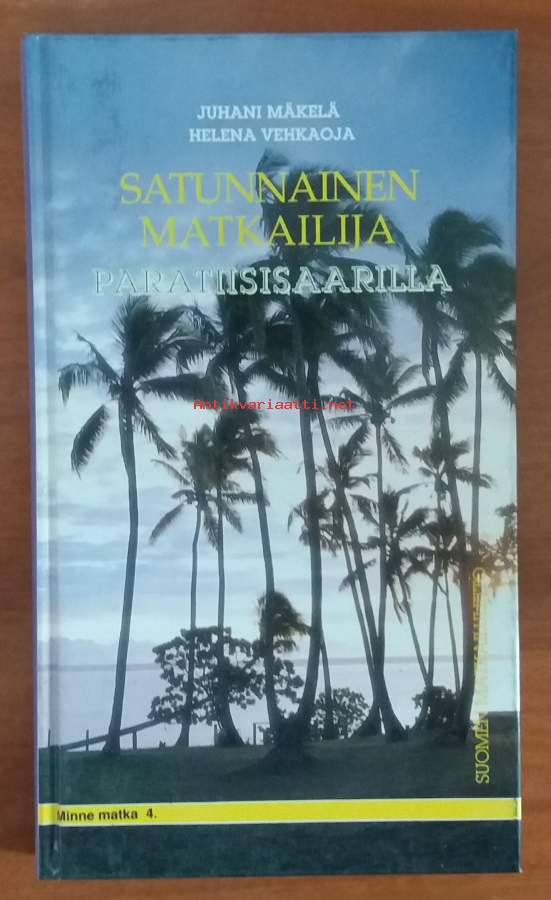 JUHANI MÄKELÄ
HELENA VEHKAOJA
SATUNNAINEN
MATKAILIJA
PARATIISISAARILLA
Antikvariaatti.net
SUOMEN
Minne matka 4.